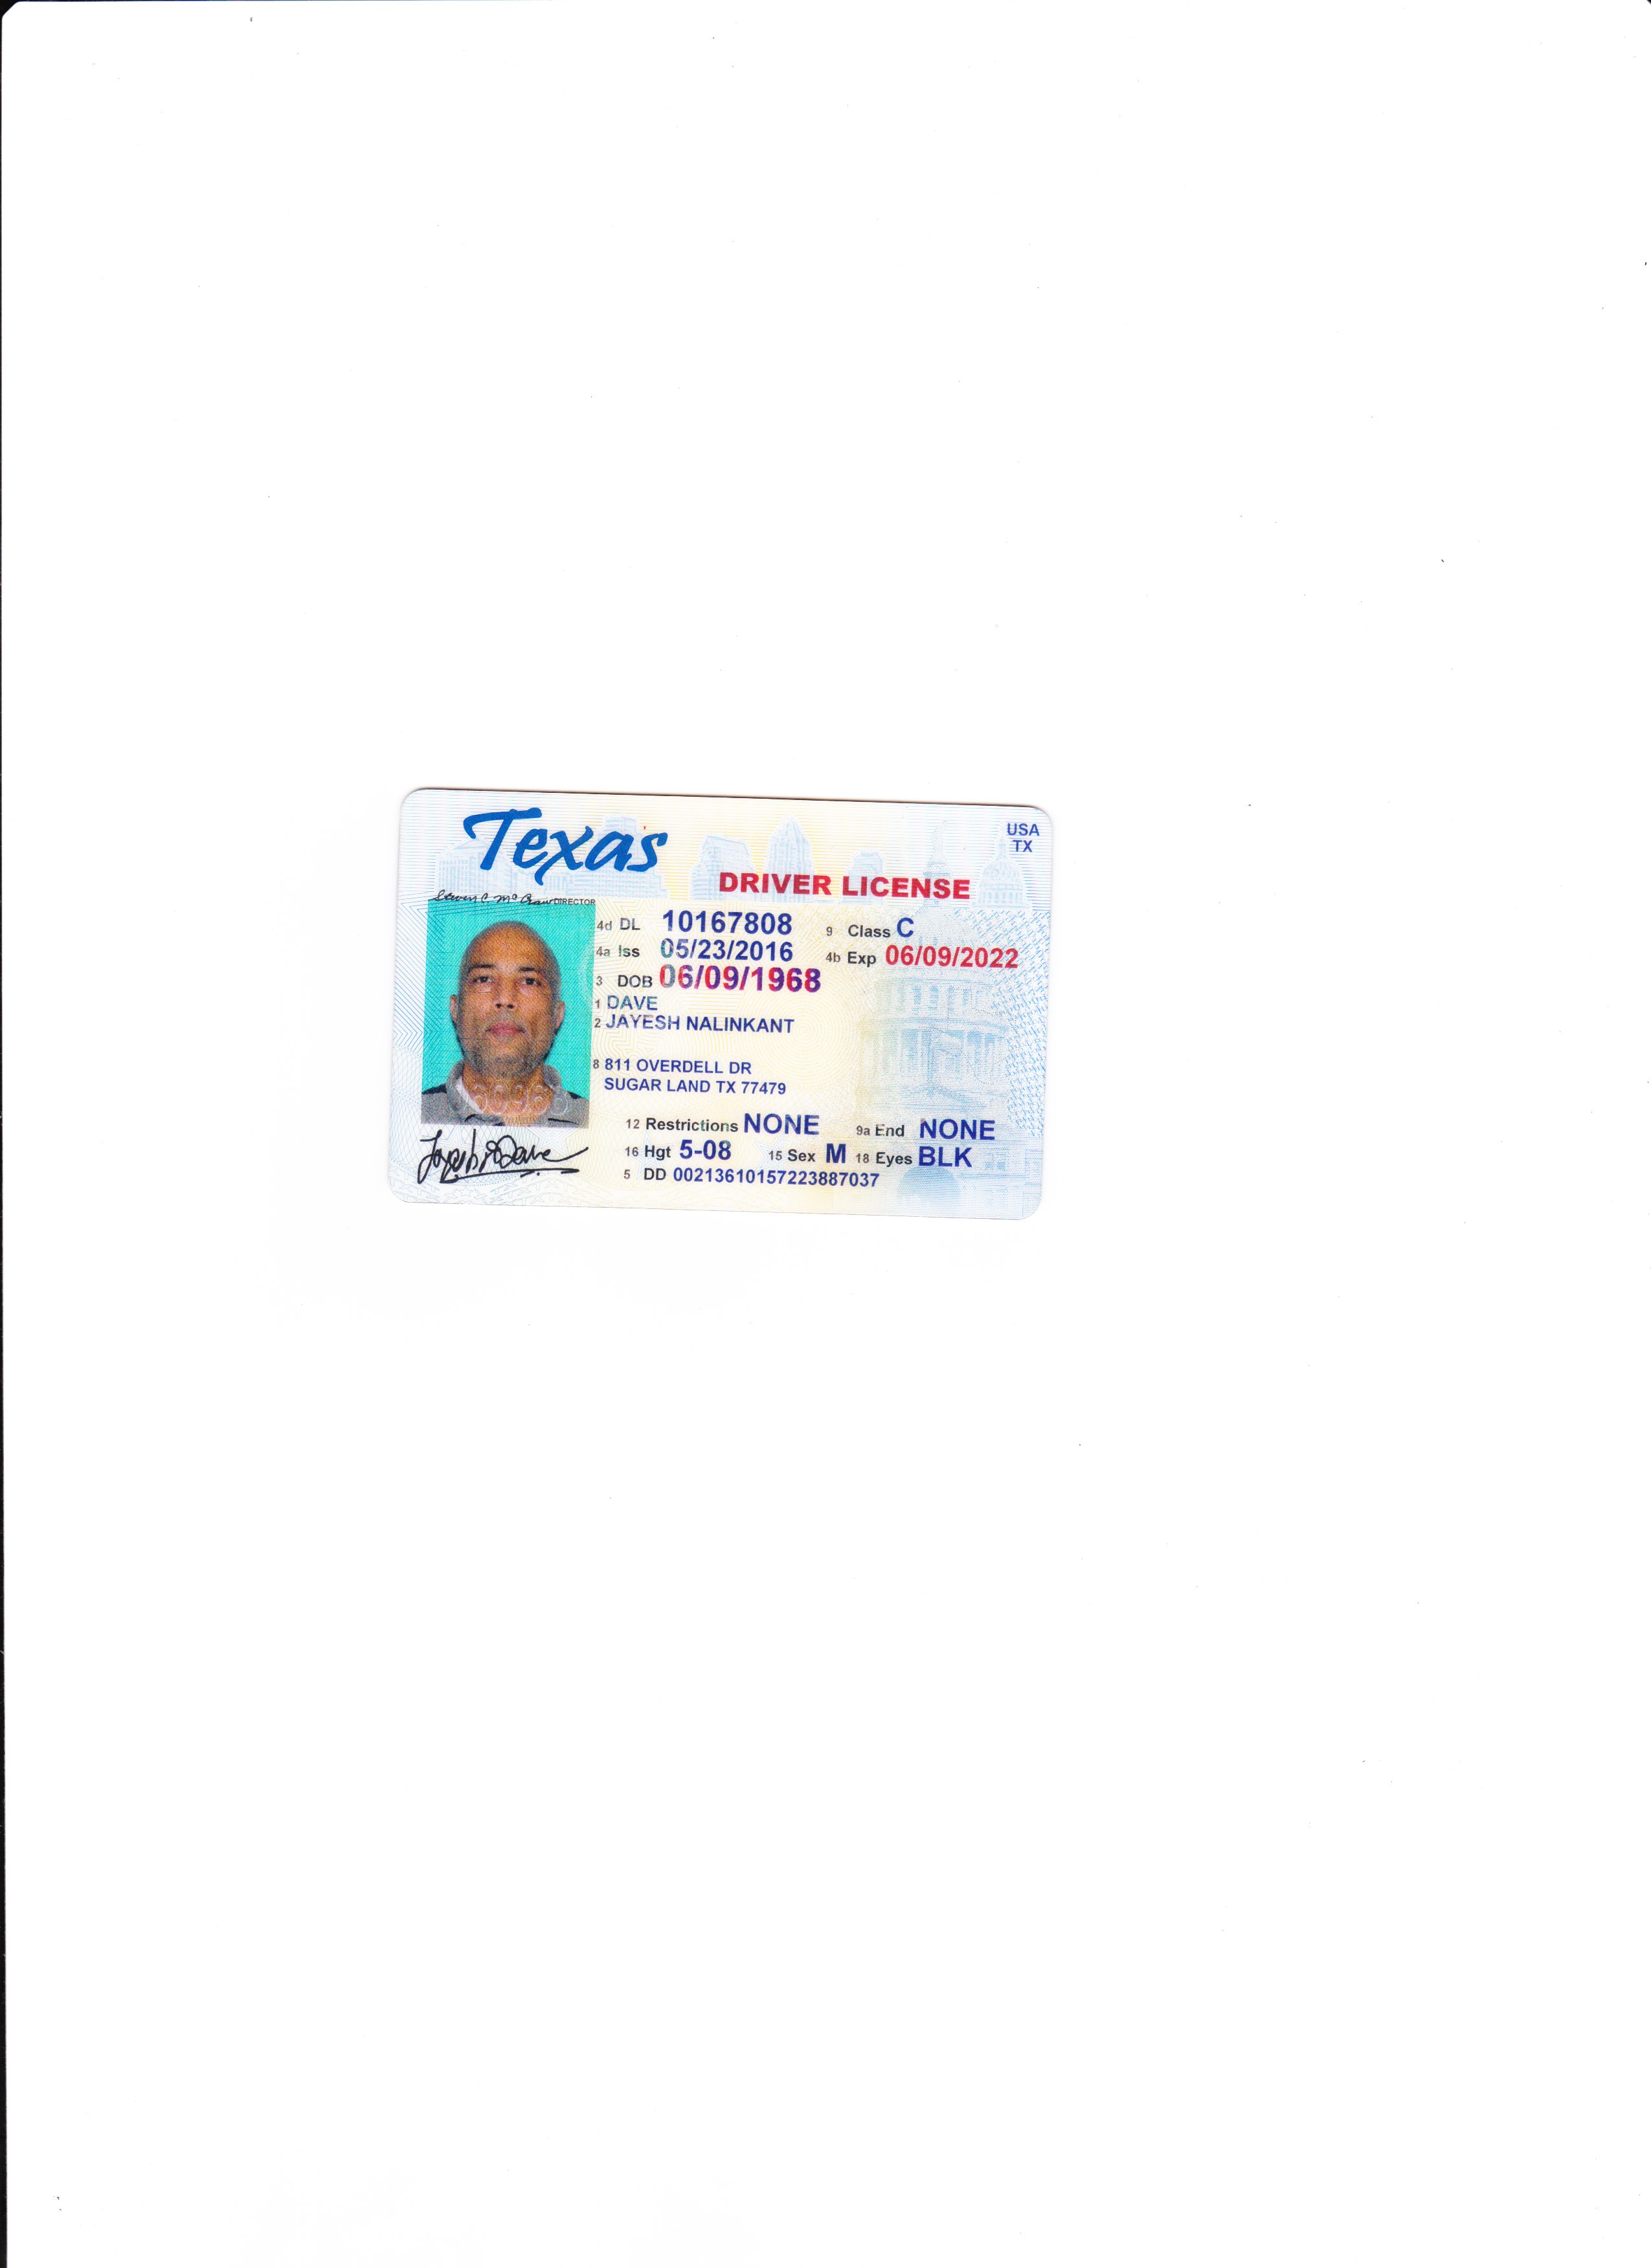 Texas
USA
TX
DRIVER LICENSE
Steven C. McCraw DIRECTOR
4d DL 10167808 9 Class C
4a Iss 05/23/2016 4b Exp 06/09/2022
3 DOB 06/09/1968
1 DAVE
2 JAYESH NALINKANT
8 811 OVERDELL DR
SUGAR LAND TX 77479
12 Restrictions NONE 9a End NONE
16 Hgt 5-08 15 Sex M 18 Eyes BLK
5 DD 00213610157223887037